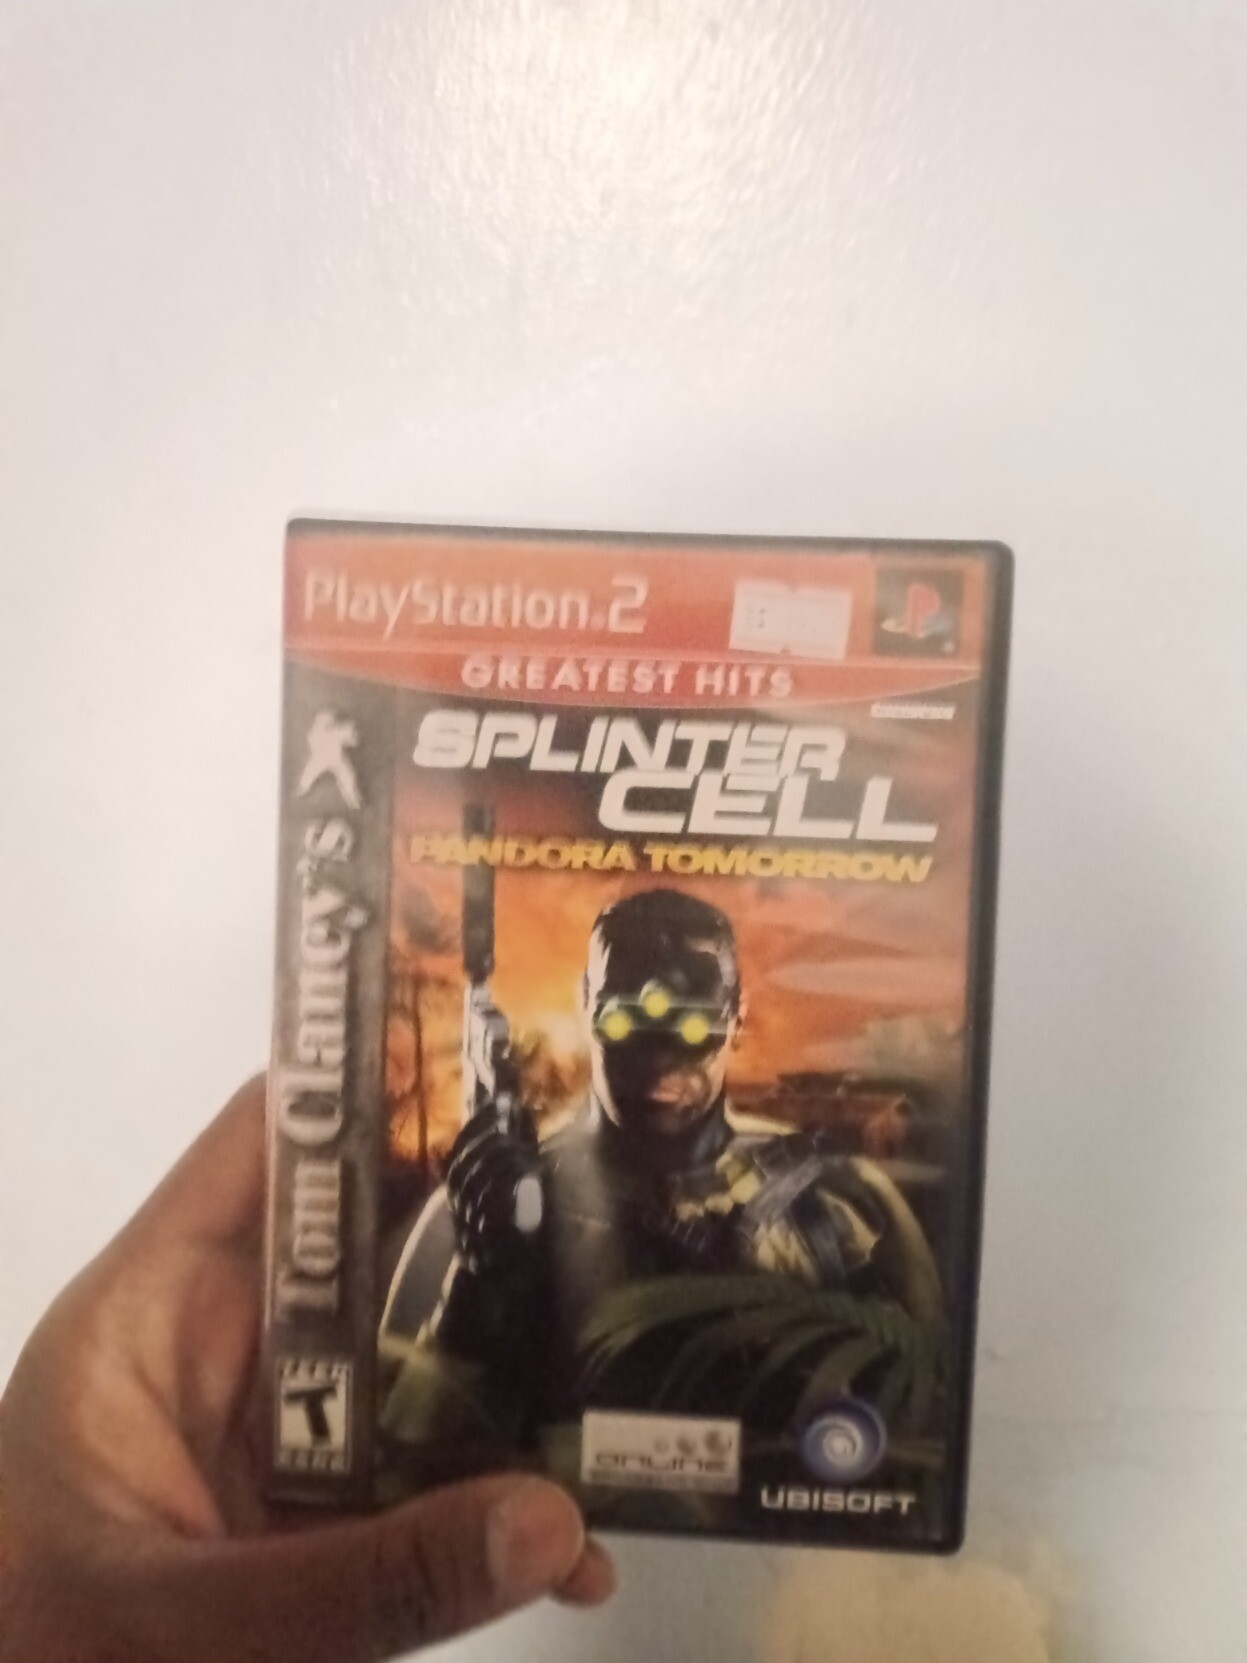 PlayStation.2
GREATEST HITS
SPLINTER
CELL
PANDORA TOMORROW
Tom Clancy's
T
ONLINE
UBISOFT